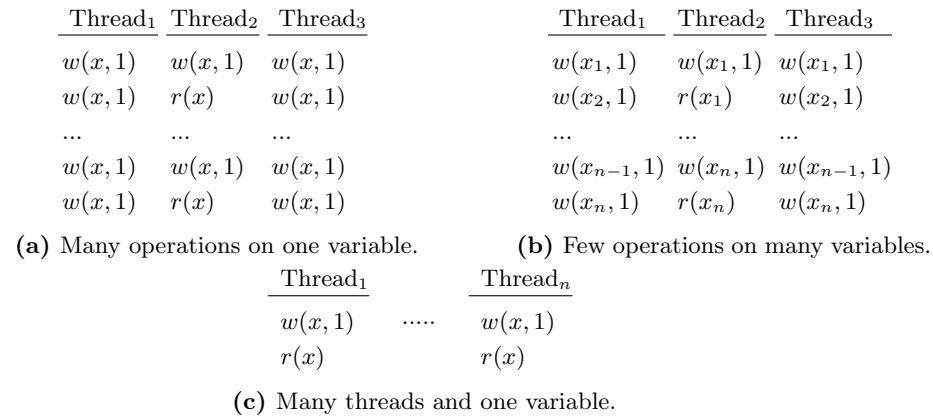 Thread₁ Thread₂ Thread₃ Thread₁ Thread₂ Thread₃
w(x, 1) w(x, 1) w(x, 1) w(x₁, 1) w(x₁, 1) w(x₁, 1)
w(x, 1) r(x) w(x, 1) w(x₂, 1) r(x₁) w(x₂, 1)
... ... ... ... ... ...
w(x, 1) w(x, 1) w(x, 1) w(xₙ₋₁, 1) w(xₙ, 1) w(xₙ₋₁, 1)
w(x, 1) r(x) w(x, 1) w(xₙ, 1) r(xₙ) w(xₙ, 1)
(a) Many operations on one variable. (b) Few operations on many variables.
Thread₁ Threadₙ
w(x, 1) ..... w(x, 1)
r(x) r(x)
(c) Many threads and one variable.